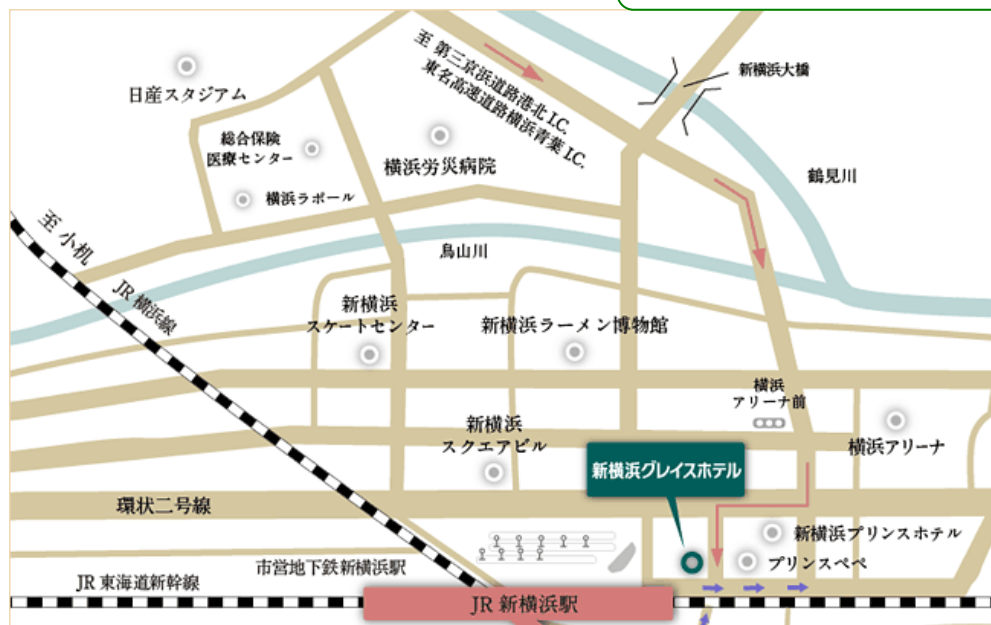 至 第三京浜道路港北 I.C.
東名高速道路横浜青葉 I.C.
新横浜大橋
日産スタジアム
総合保険
医療センター
横浜労災病院
鶴見川
横浜ラポール
至 小机
鳥山川
JR 横浜線
新横浜
スケートセンター
新横浜ラーメン博物館
横浜
アリーナ前
新横浜
スクエアビル
横浜アリーナ
新横浜グレイスホテル
環状二号線
新横浜プリンスホテル
プリンスペペ
市営地下鉄新横浜駅
JR 東海道新幹線
JR 新横浜駅